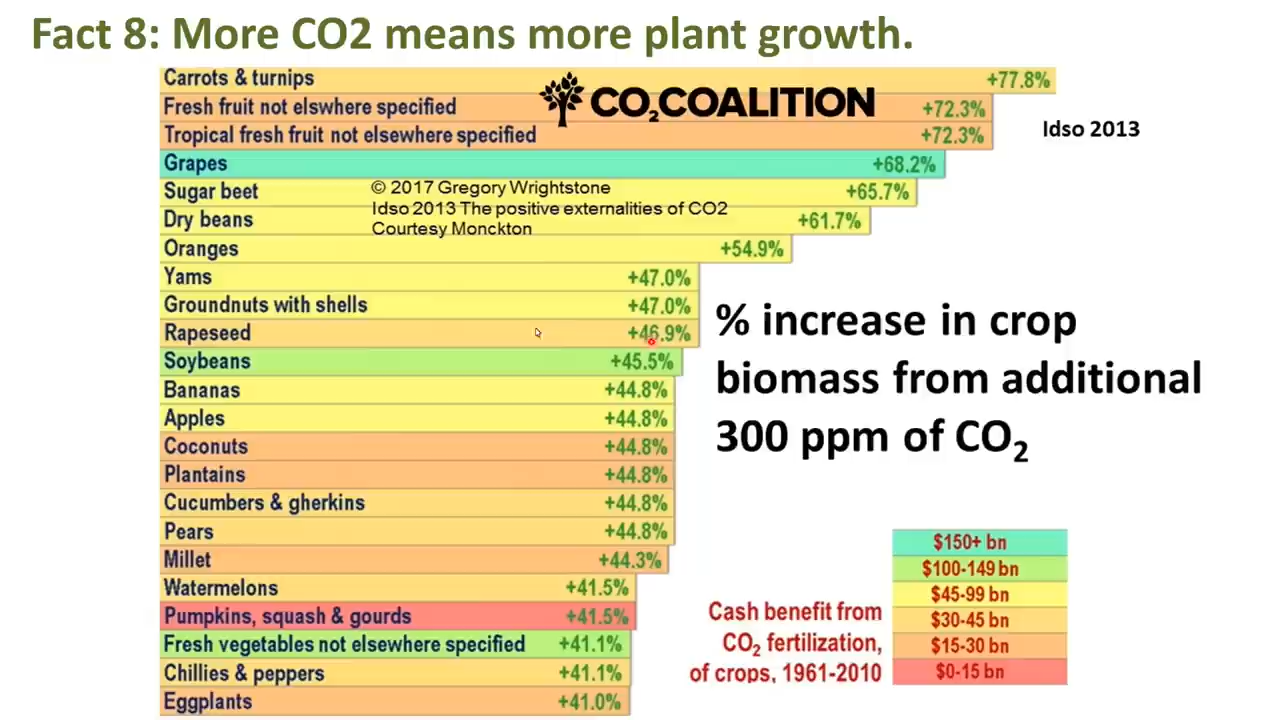 Fact 8: More CO2 means more plant growth.
Carrots & turnips +77.8%
CO2COALITION
Fresh fruit not elswhere specified +72.3%
Tropical fresh fruit not elsewhere specified +72.3%
Idso 2013
Grapes +68.2%
Sugar beet +65.7%
© 2017 Gregory Wrightstone
Idso 2013 The positive externalities of CO2
Courtesy Monckton
Dry beans +61.7%
Oranges +54.9%
Yams +47.0%
Groundnuts with shells +47.0%
Rapeseed +46.9%
Soybeans +45.5%
Bananas +44.8%
Apples +44.8%
Coconuts +44.8%
Plantains +44.8%
Cucumbers & gherkins +44.8%
Pears +44.8%
Millet +44.3%
Watermelons +41.5%
Pumpkins, squash & gourds +41.5%
Fresh vegetables not elsewhere specified +41.1%
Chillies & peppers +41.1%
Eggplants +41.0%
% increase in crop
biomass from additional
300 ppm of CO2
Cash benefit from
CO2 fertilization,
of crops, 1961-2010
$150+ bn
$100-149 bn
$45-99 bn
$30-45 bn
$15-30 bn
$0-15 bn